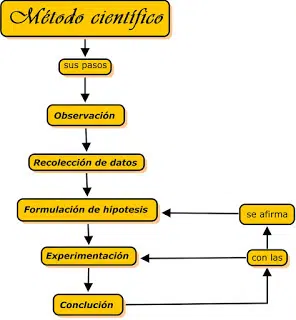 Método científico
sus pasos
Observación
Recolección de datos
Formulación de hipotesis
se afirma
Experimentación
con las
Conclución